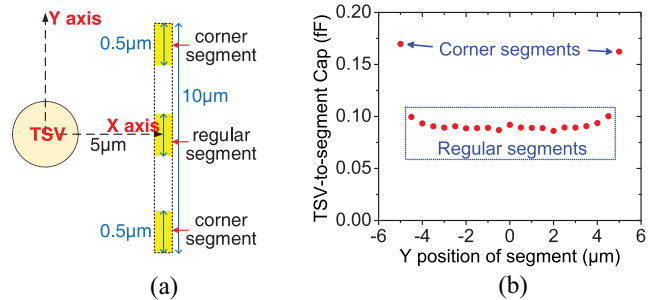 Y axis
0.5µm
corner
segment
10µm
TSV
X axis
5µm
regular
segment
0.5µm
corner
segment
(a)
TSV-to-segment Cap (fF)
0.20
0.15
0.10
0.05
0.00
Corner segments
Regular segments
-6 -4 -2 0 2 4 6
Y position of segment (µm)
(b)